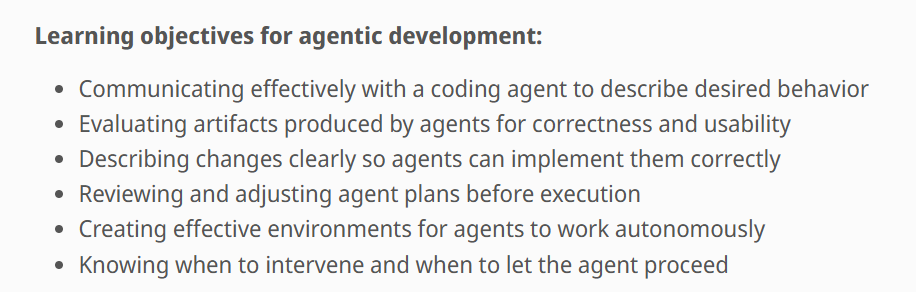 Learning objectives for agentic development:
• Communicating effectively with a coding agent to describe desired behavior
• Evaluating artifacts produced by agents for correctness and usability
• Describing changes clearly so agents can implement them correctly
• Reviewing and adjusting agent plans before execution
• Creating effective environments for agents to work autonomously
• Knowing when to intervene and when to let the agent proceed